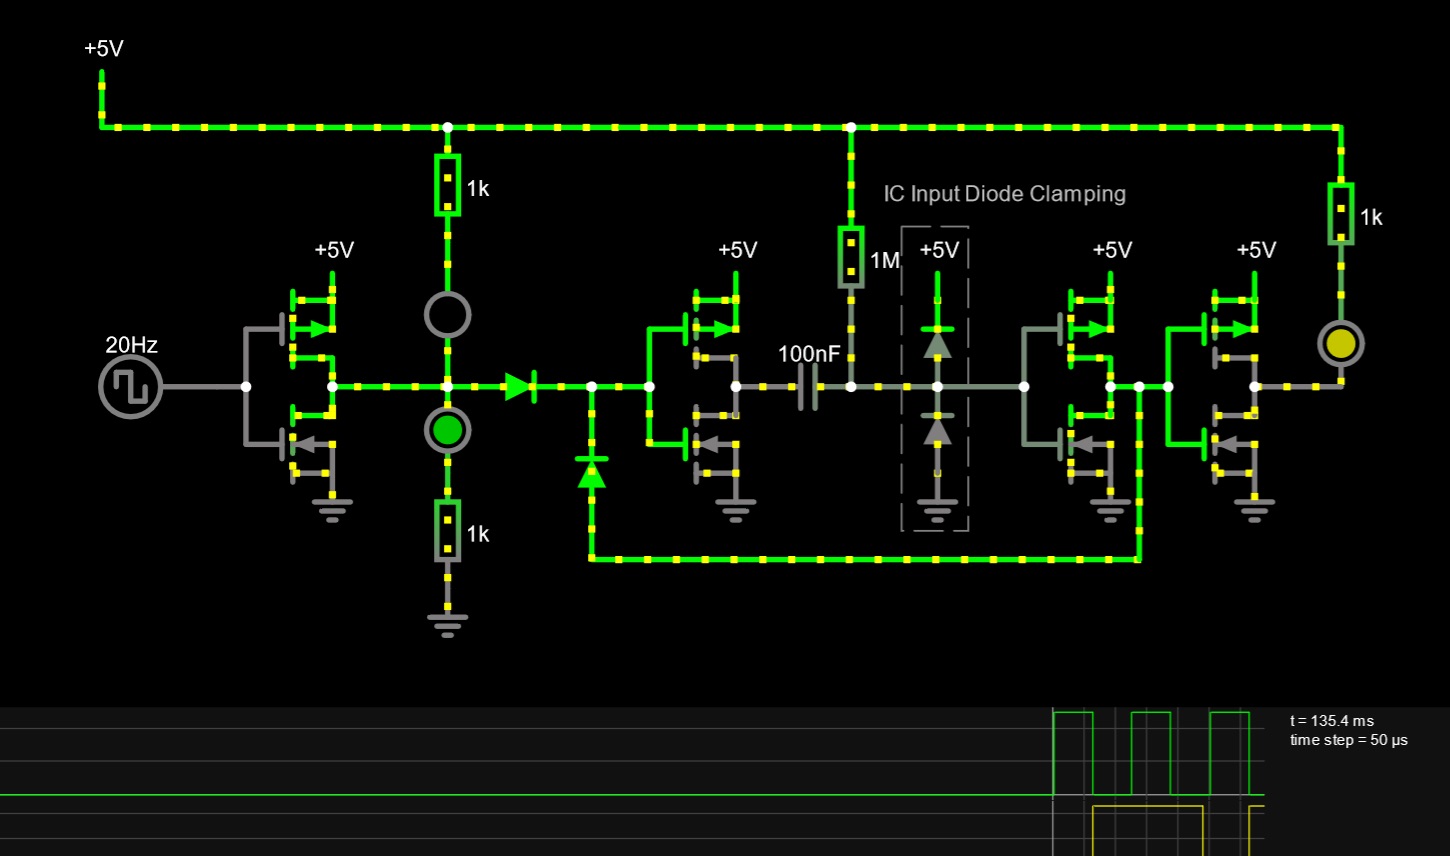 +5V
1k
IC Input Diode Clamping
1k
+5V
+5V
1M
+5V
+5V
+5V
20Hz
100nF
1k
t = 135.4 ms
time step = 50 µs